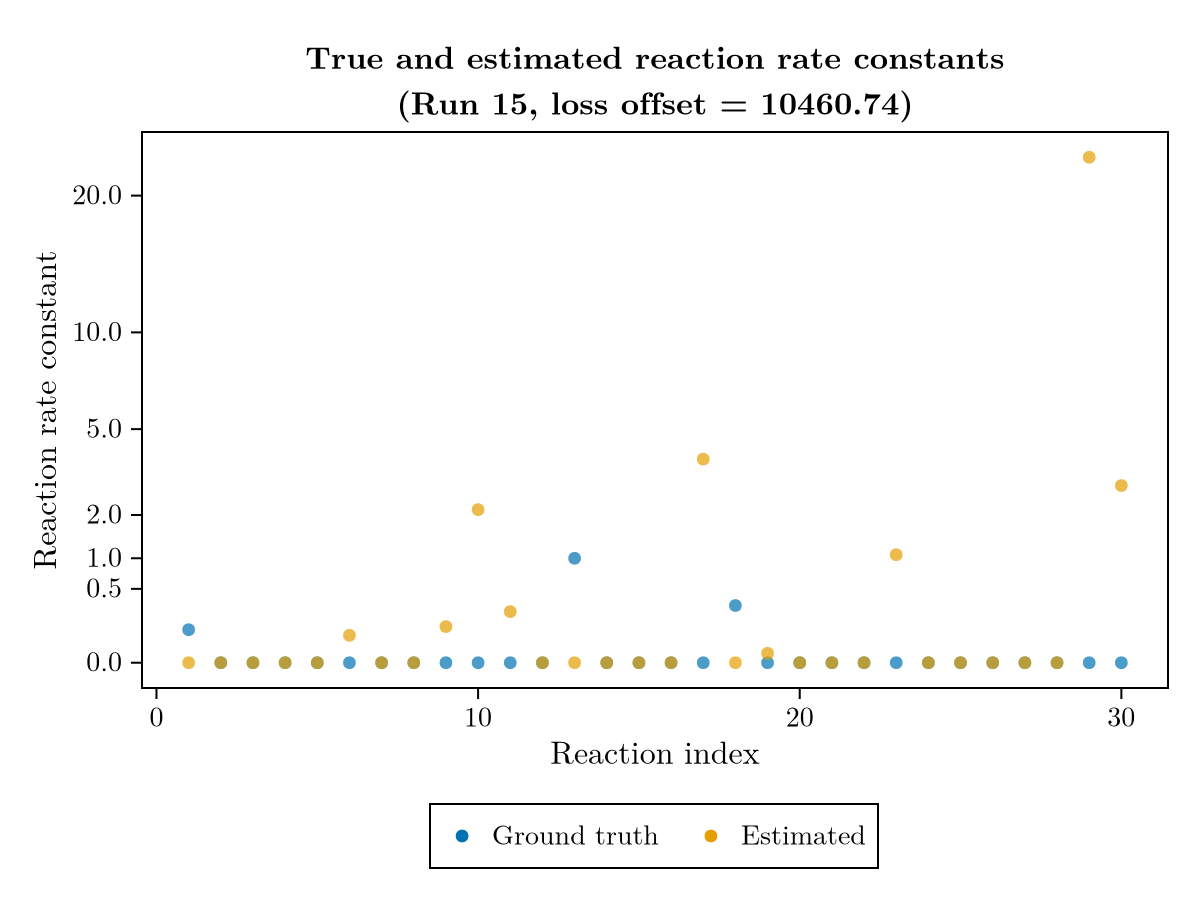 True and estimated reaction rate constants
(Run 15, loss offset = 10460.74)
Reaction rate constant
20.0
10.0
5.0
2.0
1.0
0.5
0.0
0 10 20 30
Reaction index
Ground truth Estimated